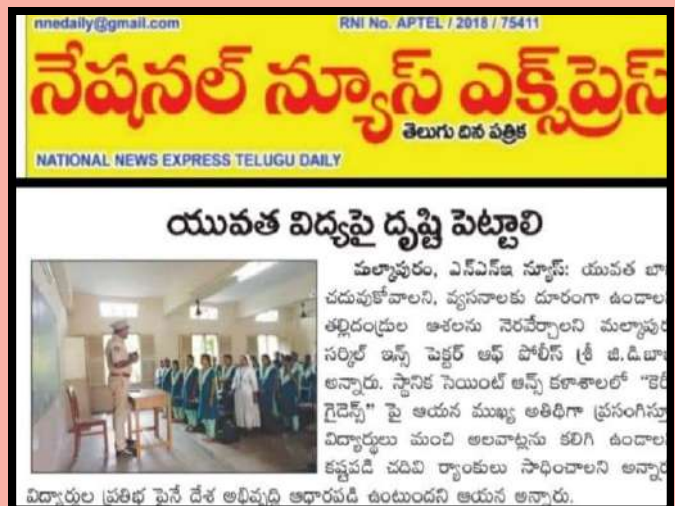 nnedaily@gmail.com RNI No. APTEL / 2018 / 75411
నేషనల్ న్యూస్ ఎక్స్‌ప్రెస్
తెలుగు దిన పత్రిక
NATIONAL NEWS EXPRESS TELUGU DAILY
యువత విద్యపై దృష్టి పెట్టాలి
మల్కాపురం, ఎన్ఎన్ఇ న్యూస్: యువత బా
చదువుకోవాలని, వ్యసనాలకు దూరంగా ఉండాల
తల్లిదండ్రుల ఆశలను నెరవేర్చాలని మల్కాపుర
సర్కిల్ ఇన్స్ పెక్టర్ ఆఫ్ పోలీస్ శ్రీ జి.డి.బా
అన్నారు. స్థానిక సెయింట్ ఆన్స్ కళాశాలలో "కెరీ
గైడెన్స్" పై ఆయన ముఖ్య అతిథిగా ప్రసంగిస్తూ
విద్యార్థులు మంచి అలవాట్లను కలిగి ఉండాల
కష్టపడి చదివి ర్యాంకులు సాధించాలని అన్నార
విద్యార్థుల ప్రతిభ పైనే దేశ అభివృద్ధి ఆధారపడి ఉంటుందని ఆయన అన్నారు.